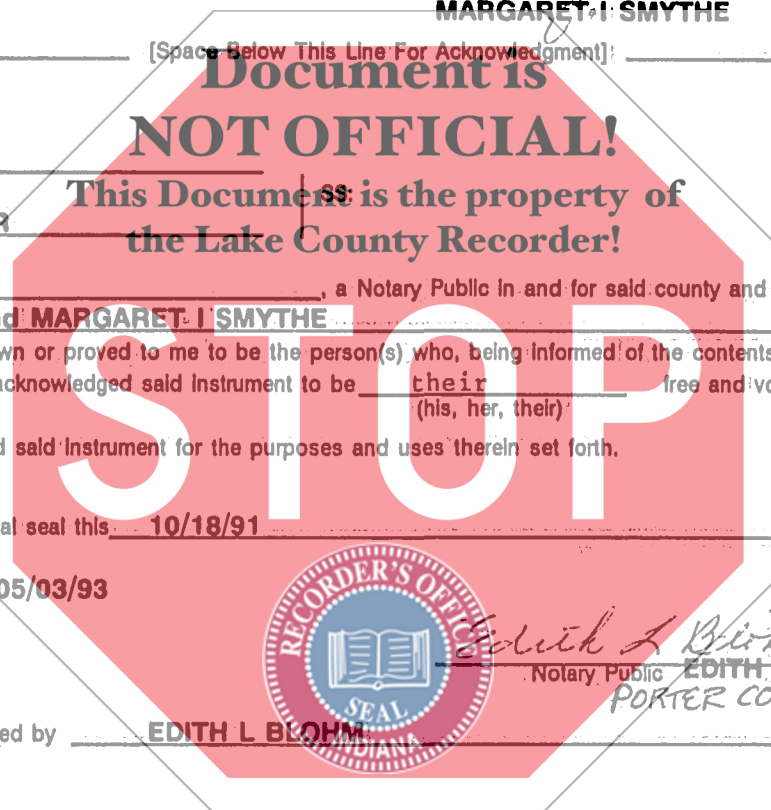 MARGARET I SMYTHE
[Space Below This Line For Acknowledgment]
Document is
NOT OFFICIAL!
This Document is the property of
SS:
the Lake County Recorder!
, a Notary Public in and for said county and
MARGARET I SMYTHE
wn or proved to me to be the person(s) who, being informed of the contents
acknowledged said instrument to be their free and vo
(his, her, their)
said instrument for the purposes and uses therein set forth.
STOP
al seal this 10/18/91
05/03/93
RECORDER'S OFFICE
SEAL
INDIANA
Edith L Bloh
Notary Public EDITH
PORTER CO
ed by EDITH L BLOHM